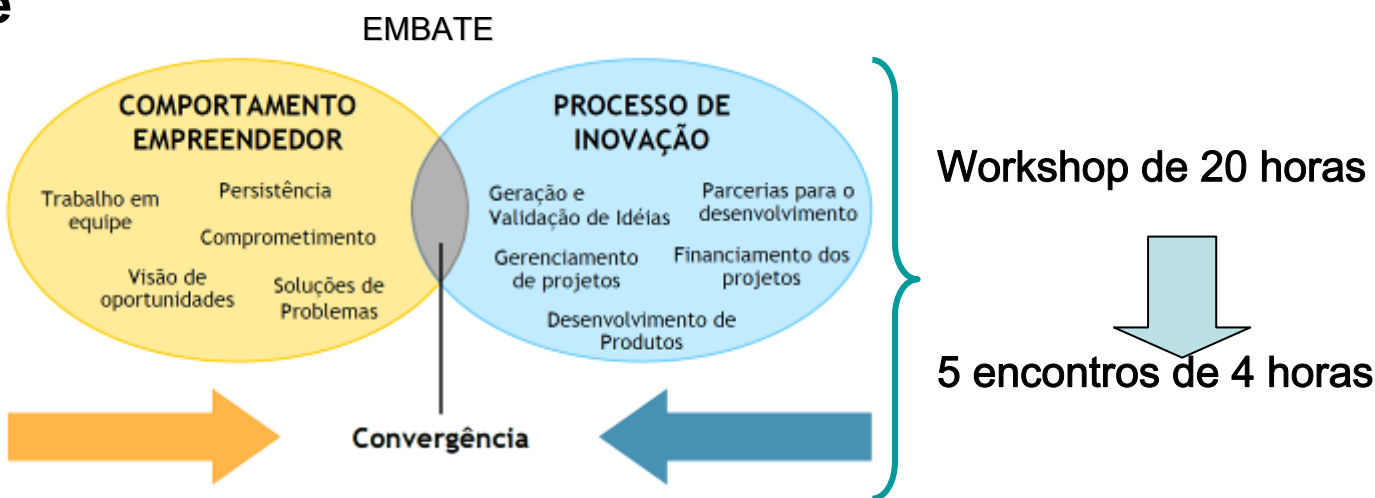 e
EMBATE
COMPORTAMENTO
EMPREENDEDOR
Trabalho em
equipe
Persistência
Comprometimento
Visão de
oportunidades
Soluções de
Problemas
PROCESSO DE
INOVAÇÃO
Geração e
Validação de Idéias
Parcerias para o
desenvolvimento
Gerenciamento
de projetos
Financiamento dos
projetos
Desenvolvimento de
Produtos
Convergência
Workshop de 20 horas
5 encontros de 4 horas